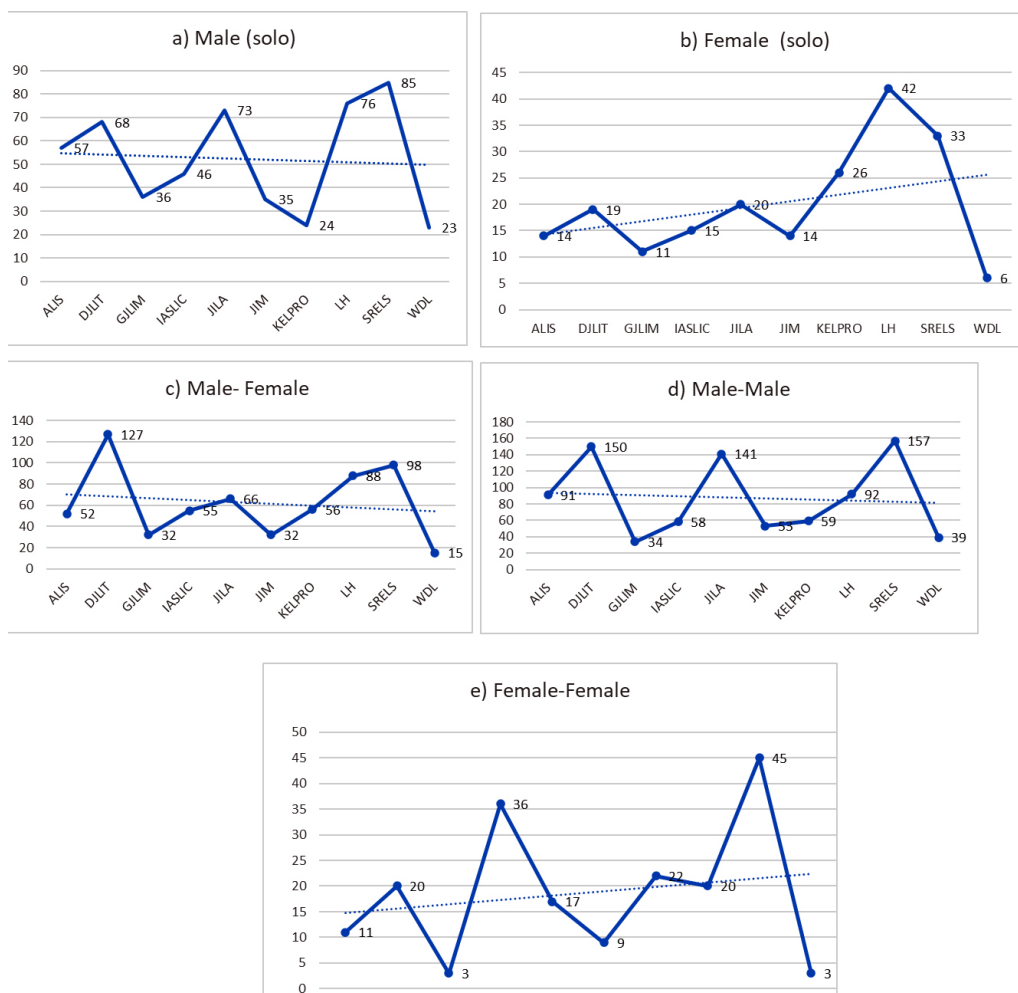 a) Male (solo)
90
80
70
60
50
40
30
20
10
0
57
68
36
46
73
35
24
76
85
23
ALIS
DJLIT
GJLIM
IASLIC
JILA
JIM
KELPRO
LH
SRELS
WDL
b) Female (solo)
45
40
35
30
25
20
15
10
5
0
14
19
11
15
20
14
26
42
33
6
ALIS DJLIT GJLIM IASLIC JILA JIM KELPRO LH SRELS WDL
c) Male- Female
140
120
100
80
60
40
20
0
52
127
32
55
66
32
56
88
98
15
ALIS
DJLIT
GJLIM
IASLIC
JILA
JIM
KELPRO
LH
SRELS
WDL
d) Male-Male
180
160
140
120
100
80
60
40
20
0
91
150
34
58
141
53
59
92
157
39
ALIS
DJLIT
GJLIM
IASLIC
JILA
JIM
KELPRO
LH
SRELS
WDL
e) Female-Female
50
45
40
35
30
25
20
15
10
5
0
11
20
3
36
17
9
22
20
45
3